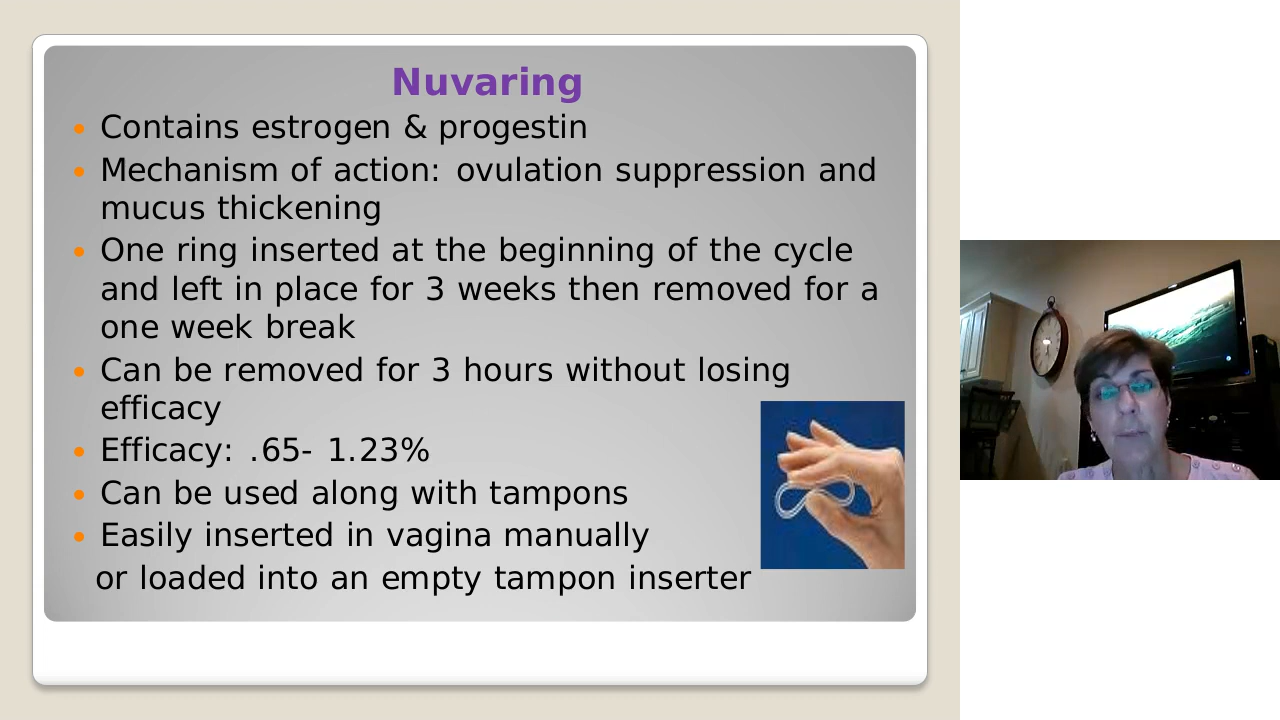 Nuvaring
Contains estrogen & progestin
Mechanism of action: ovulation suppression and
mucus thickening
One ring inserted at the beginning of the cycle
and left in place for 3 weeks then removed for a
one week break
Can be removed for 3 hours without losing
efficacy
Efficacy: .65- 1.23%
Can be used along with tampons
Easily inserted in vagina manually
or loaded into an empty tampon inserter